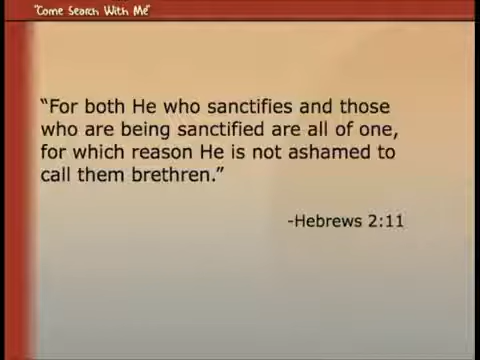 "Come Search With Me"
“For both He who sanctifies and those
who are being sanctified are all of one,
for which reason He is not ashamed to
call them brethren.”
-Hebrews 2:11